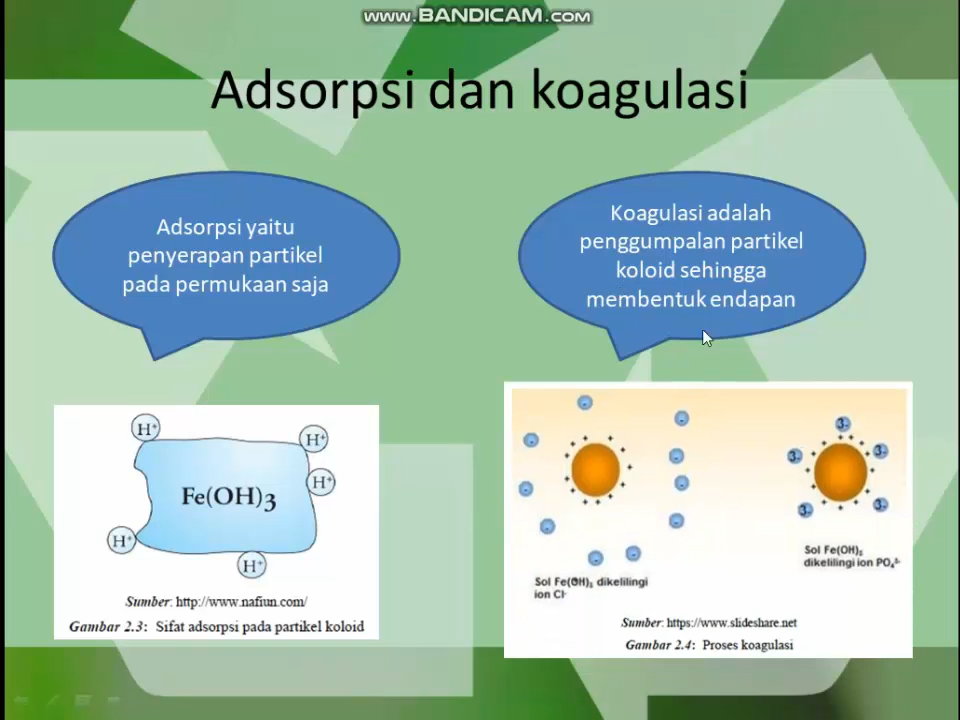 www.BANDICAM.com
Adsorpsi dan koagulasi
Adsorpsi yaitu
penyerapan partikel
pada permukaan saja
Koagulasi adalah
penggumpalan partikel
koloid sehingga
membentuk endapan
H+
H+
H+
Fe(OH)3
H+
H+
Sumber: http://www.nafiun.com/
Gambar 2.3: Sifat adsorpsi pada partikel koloid
3-
3-
3-
3-
3-
Sol Fe(OH)3 dikelilingi
ion Cl-
Sol Fe(OH)3
dikelilingi ion PO43-
Sumber: https://www.slideshare.net
Gambar 2.4: Proses koagulasi